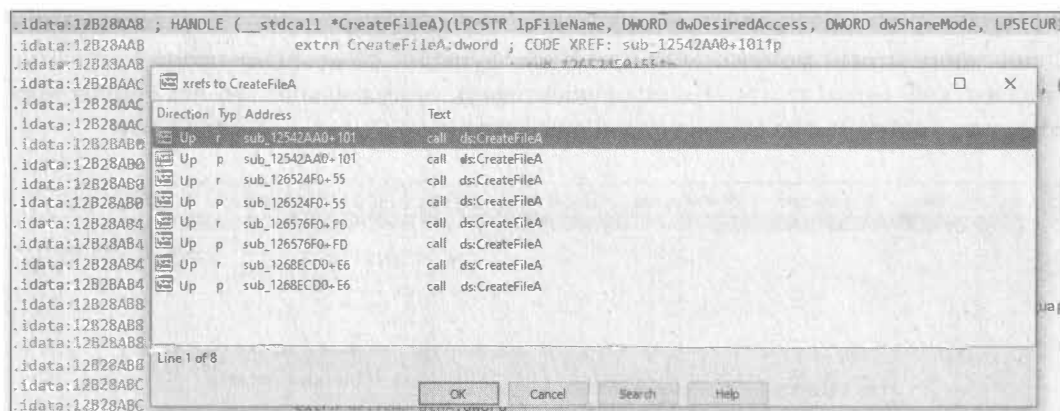 .idata:12B28AA8 ; HANDLE (__stdcall *CreateFileA)(LPCSTR lpFileName, DWORD dwDesiredAccess, DWORD dwShareMode, LPSECURI
.idata:12B28AA8 extrn CreateFileA:dword ; CODE XREF: sub_12542AA0+101↑p
.idata:12B28AA8
.idata:12B28AAC xrefs to CreateFileA
.idata:12B28AAC Direction Typ Address Text
.idata:12B28AAC
.idata:12B28AB0 Up r sub_12542AA0+101 call ds:CreateFileA
.idata:12B28AB0 Up p sub_12542AA0+101 call ds:CreateFileA
.idata:12B28AB0 Up r sub_126524F0+55 call ds:CreateFileA
.idata:12B28AB0 Up p sub_126524F0+55 call ds:CreateFileA
.idata:12B28AB4 Up r sub_126576F0+FD call ds:CreateFileA
.idata:12B28AB4 Up p sub_126576F0+FD call ds:CreateFileA
.idata:12B28AB4 Up r sub_1268ECD0+E6 call ds:CreateFileA
.idata:12B28AB4 Up p sub_1268ECD0+E6 call ds:CreateFileA
.idata:12B28AB8
.idata:12B28AB8
.idata:12B28AB8
.idata:12B28AB8 Line 1 of 8
.idata:12B28ABC OK Cancel Search Help
.idata:12B28ABC